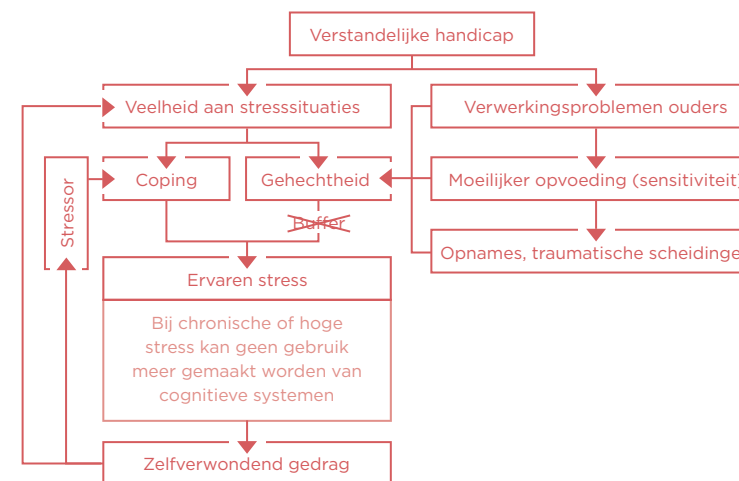 Verstandelijke handicap
Veelheid aan stresssituaties
Verwerkingsproblemen ouders
Stressor
Coping
Gehechtheid
Moeilijker opvoeding (sensitiviteit)
Buffer
Opnames, traumatische scheidinge
Ervaren stress
Bij chronische of hoge
stress kan geen gebruik
meer gemaakt worden van
cognitieve systemen
Zelfverwondend gedrag